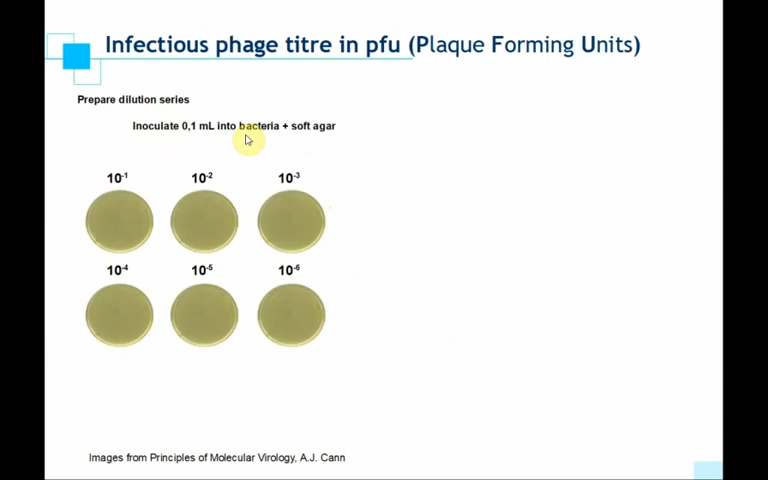 Infectious phage titre in pfu (Plaque Forming Units)
Prepare dilution series
Inoculate 0,1 mL into bacteria + soft agar
10-1 10-2 10-3
10-4 10-5 10-6
Images from Principles of Molecular Virology, A.J. Cann